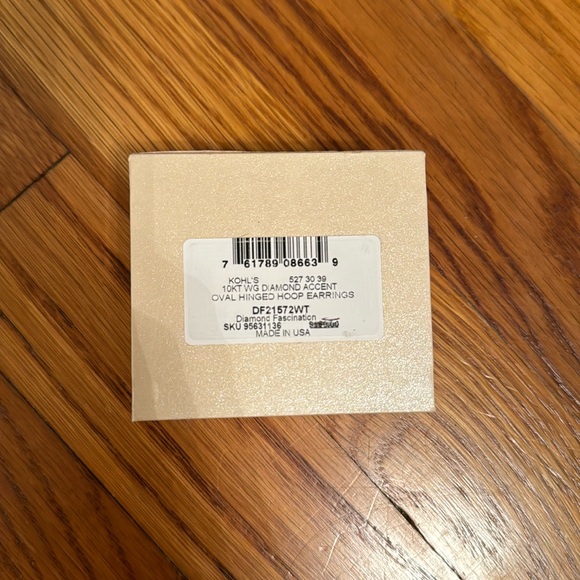 7 61789 08663 9
KOHL'S 527 30 39
10KT WG DIAMOND ACCENT
OVAL HINGED HOOP EARRINGS
DF21572WT
Diamond Fascination
SKU 95631136
MADE IN USA